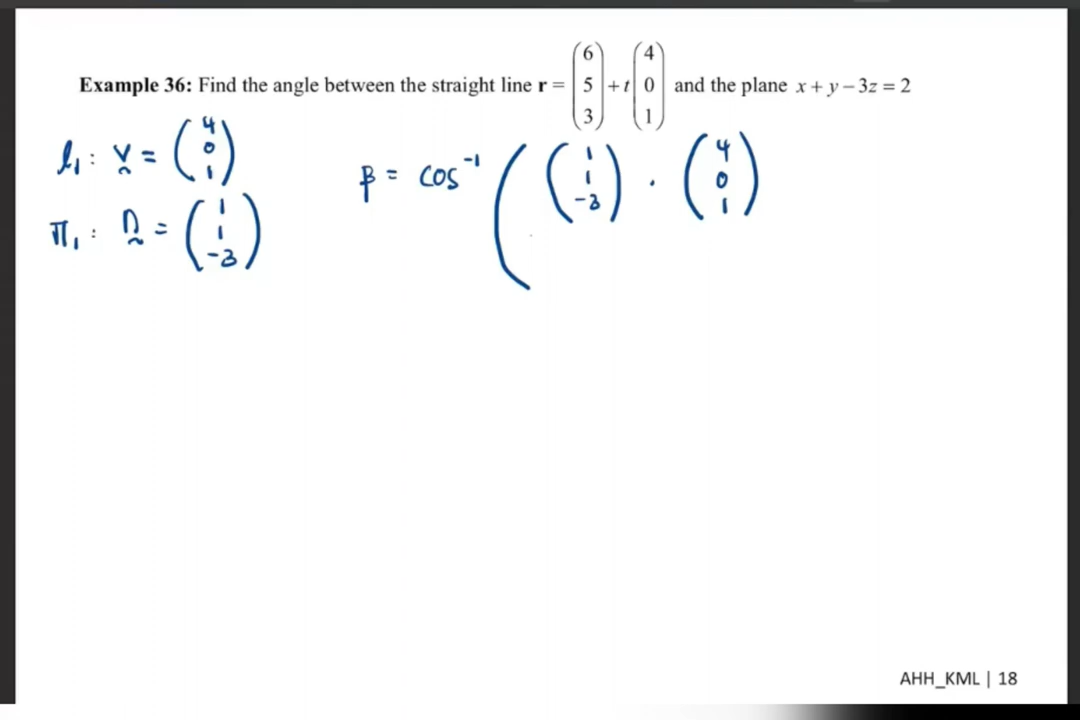 Example 36: Find the angle between the straight line r = (6 5 3) + t (4 0 1) and the plane x + y − 3z = 2
l₁ : v = (4 0 1)
β = cos⁻¹ ( (1 1 -3) · (4 0 1)
π₁ : n = (1 1 -3)
AHH_KML | 18